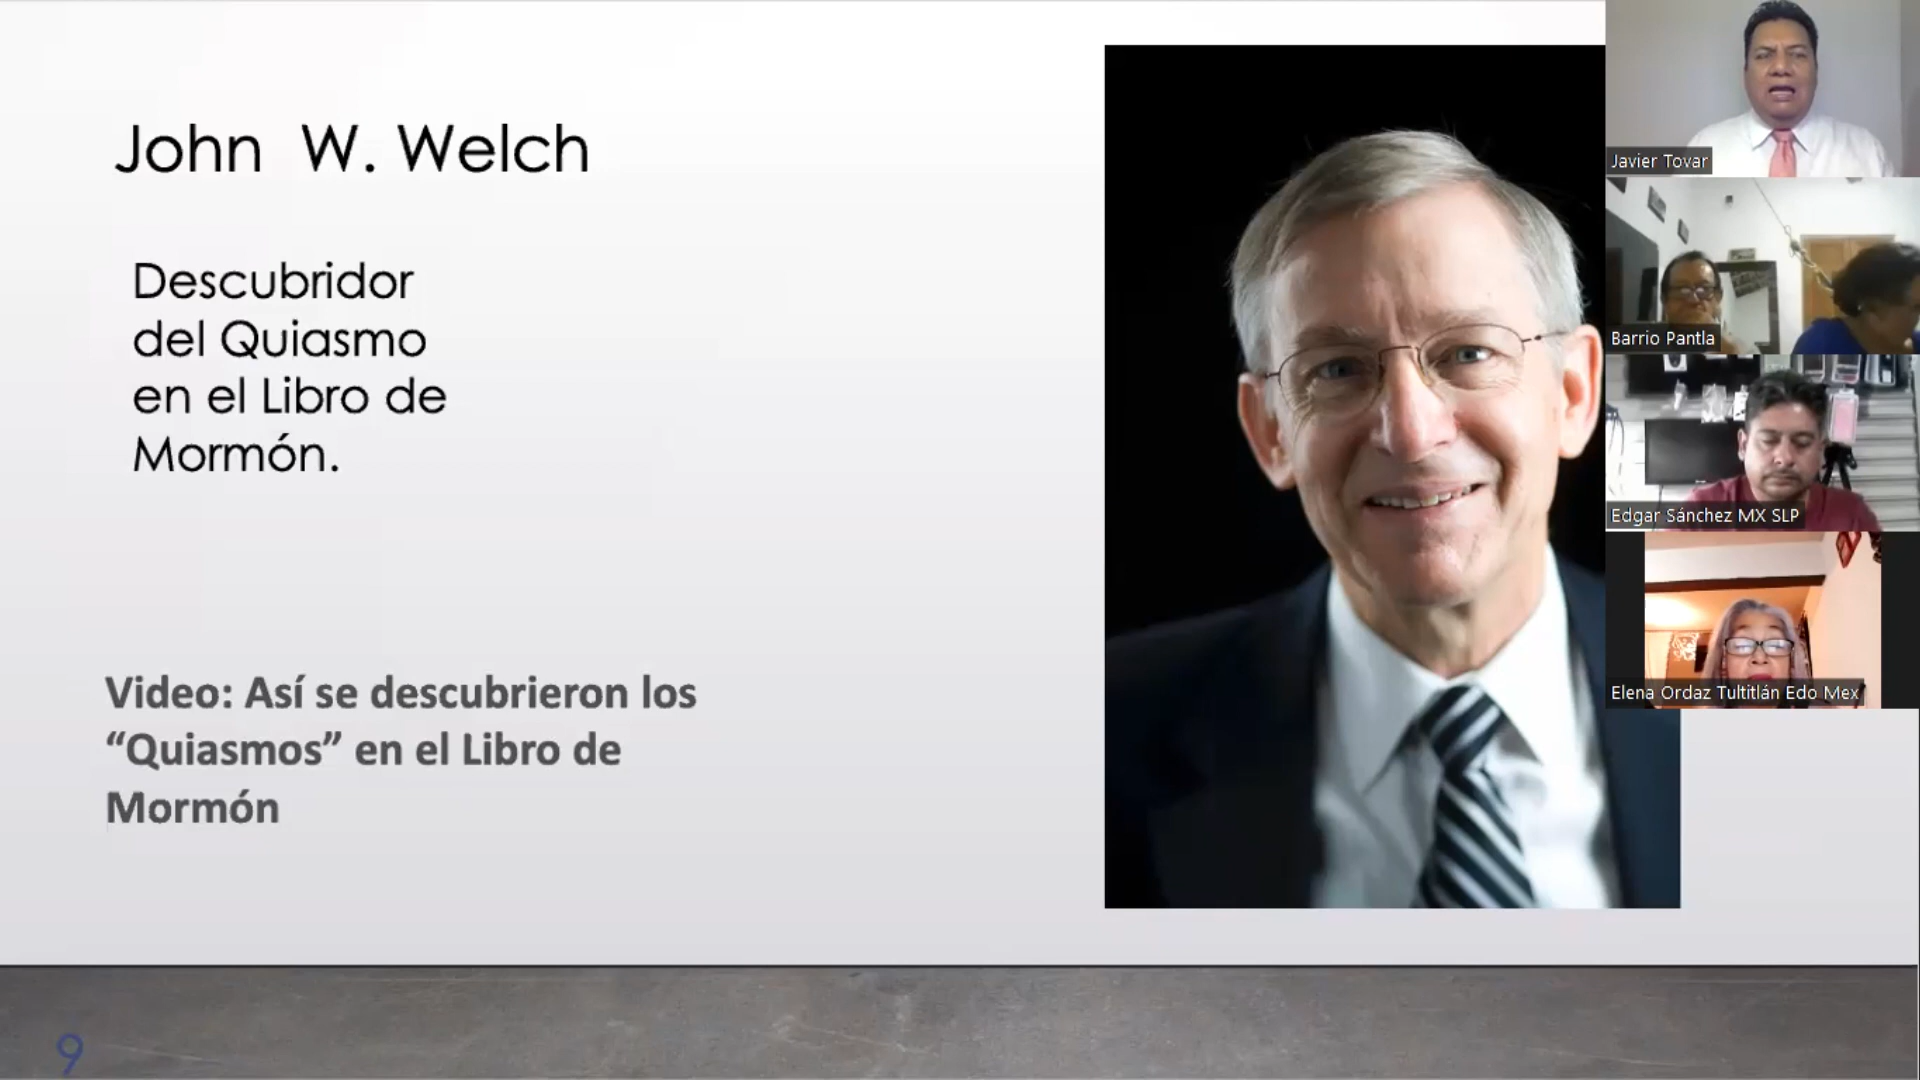 John W. Welch
Descubridor
del Quiasmo
en el Libro de
Mormón.
Video: Así se descubrieron los
“Quiasmos” en el Libro de
Mormón
9
Javier Tovar
Barrio Pantla
Edgar Sánchez MX SLP
Elena Ordaz Tultitlán Edo Mex